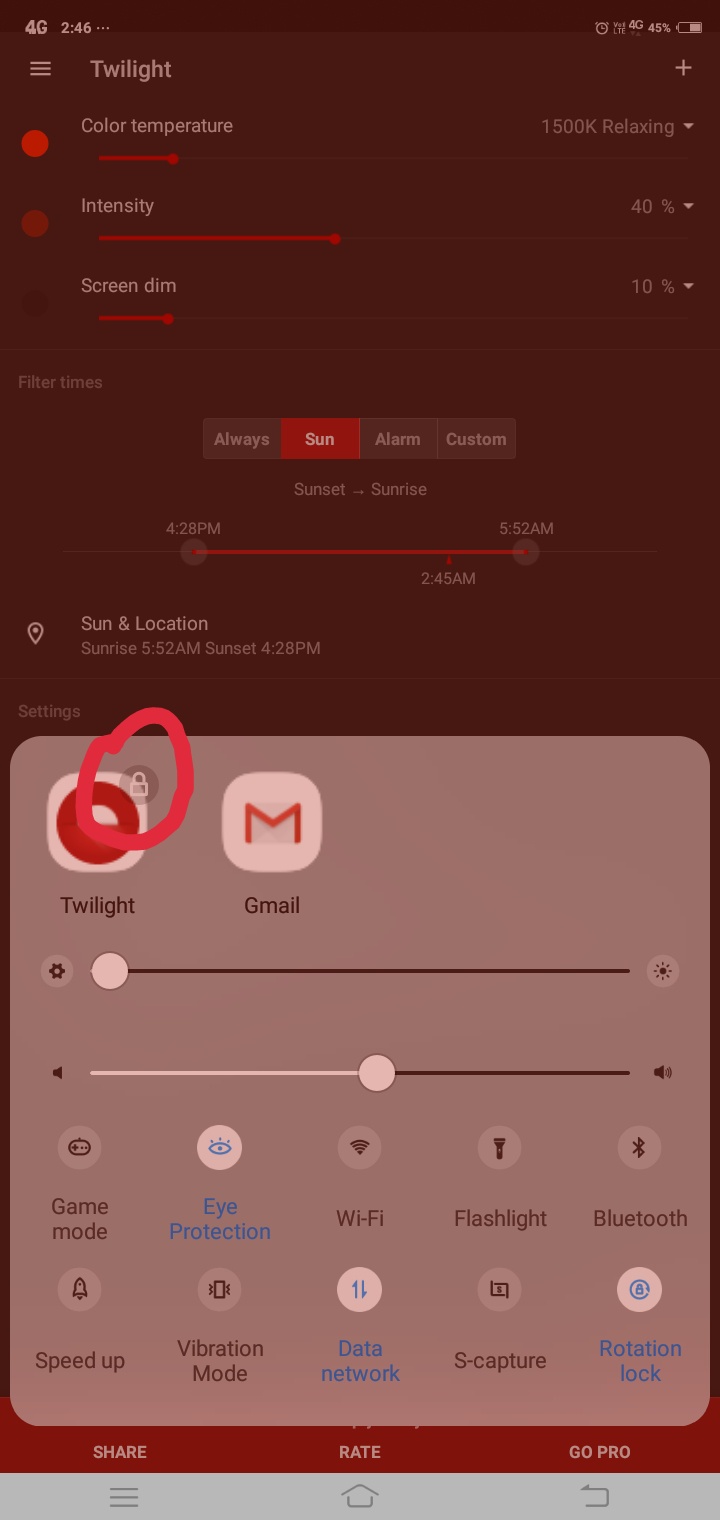 4G 2:46 ··· 4G 45%
Twilight +
Color temperature 1500K Relaxing
Intensity 40 %
Screen dim 10 %
Filter times
Always Sun Alarm Custom
Sunset → Sunrise
4:28PM 5:52AM
2:45AM
Sun & Location
Sunrise 5:52AM Sunset 4:28PM
Settings
Twilight Gmail
Game mode
Eye Protection
Wi-Fi
Flashlight
Bluetooth
Speed up
Vibration Mode
Data network
S-capture
Rotation lock
SHARE RATE GO PRO